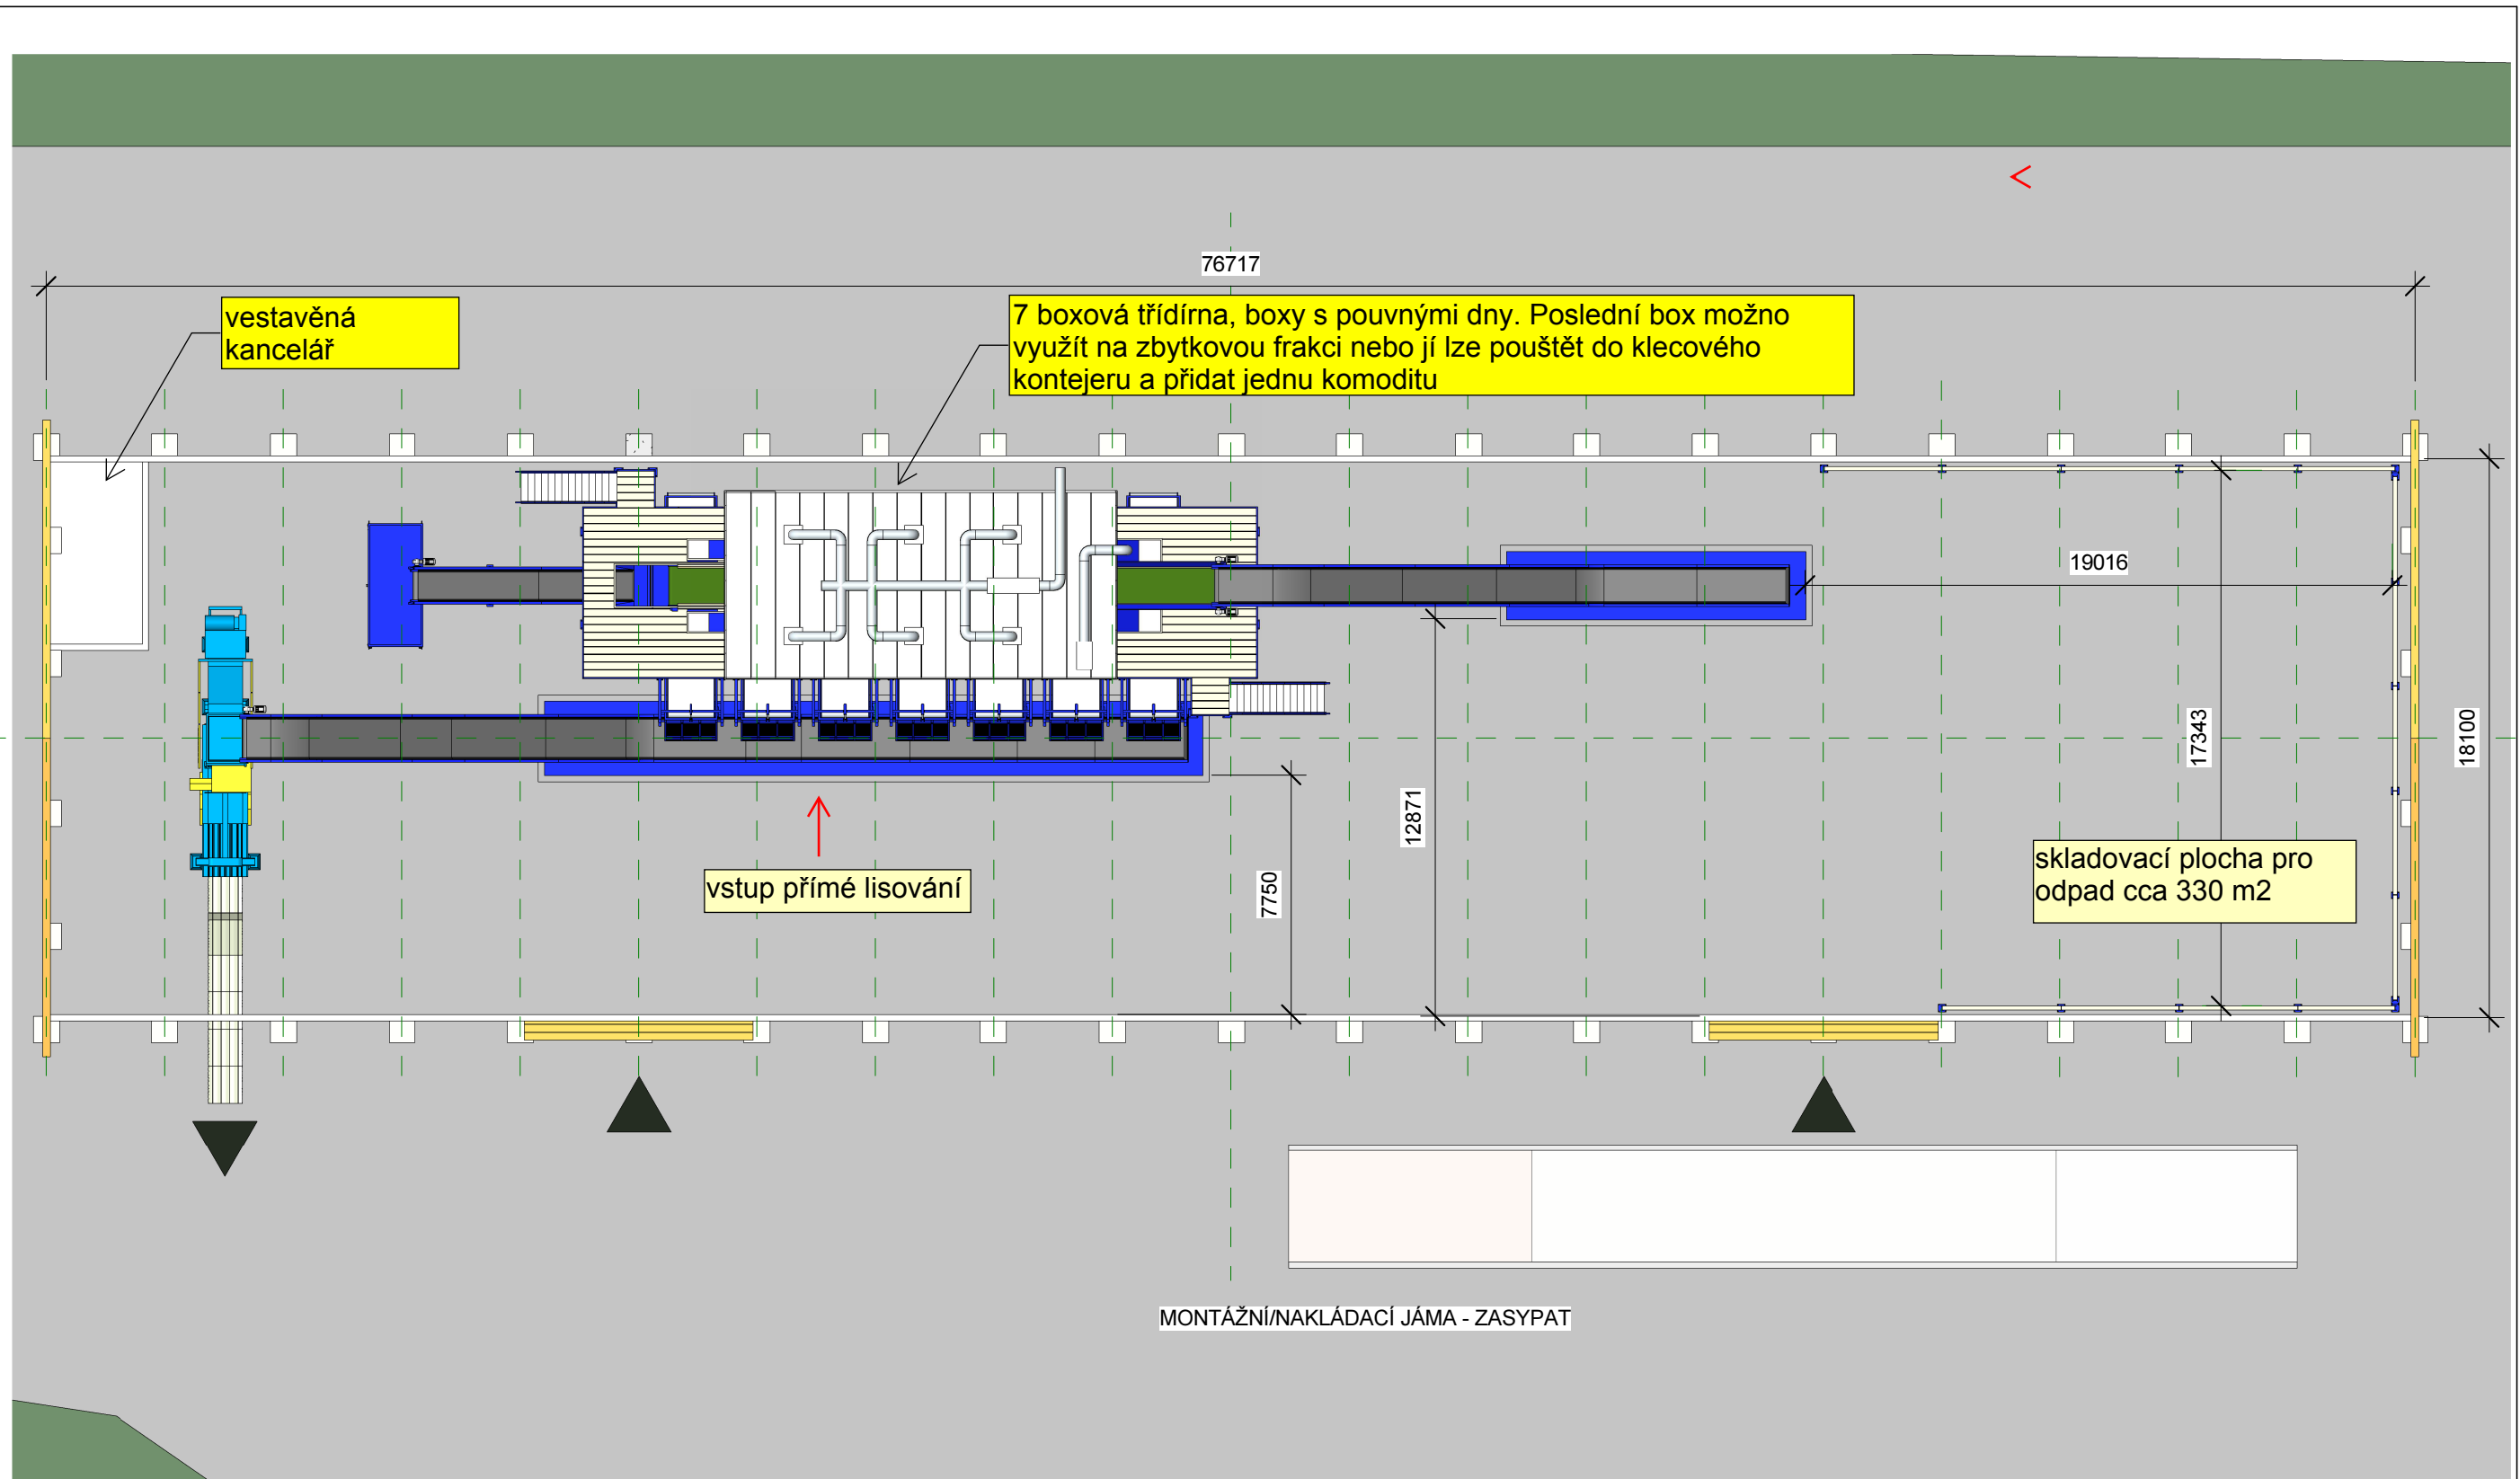 76717
vestavěná
kancelář
7 boxová třídírna, boxy s pouvnými dny. Poslední box možno
využít na zbytkovou frakci nebo jí lze pouštět do klecového
kontejeru a přidat jednu komoditu
19016
17343
18100
12871
7750
vstup přímé lisování
skladovací plocha pro
odpad cca 330 m2
MONTÁŽNÍ/NAKLÁDACÍ JÁMA - ZASYPAT